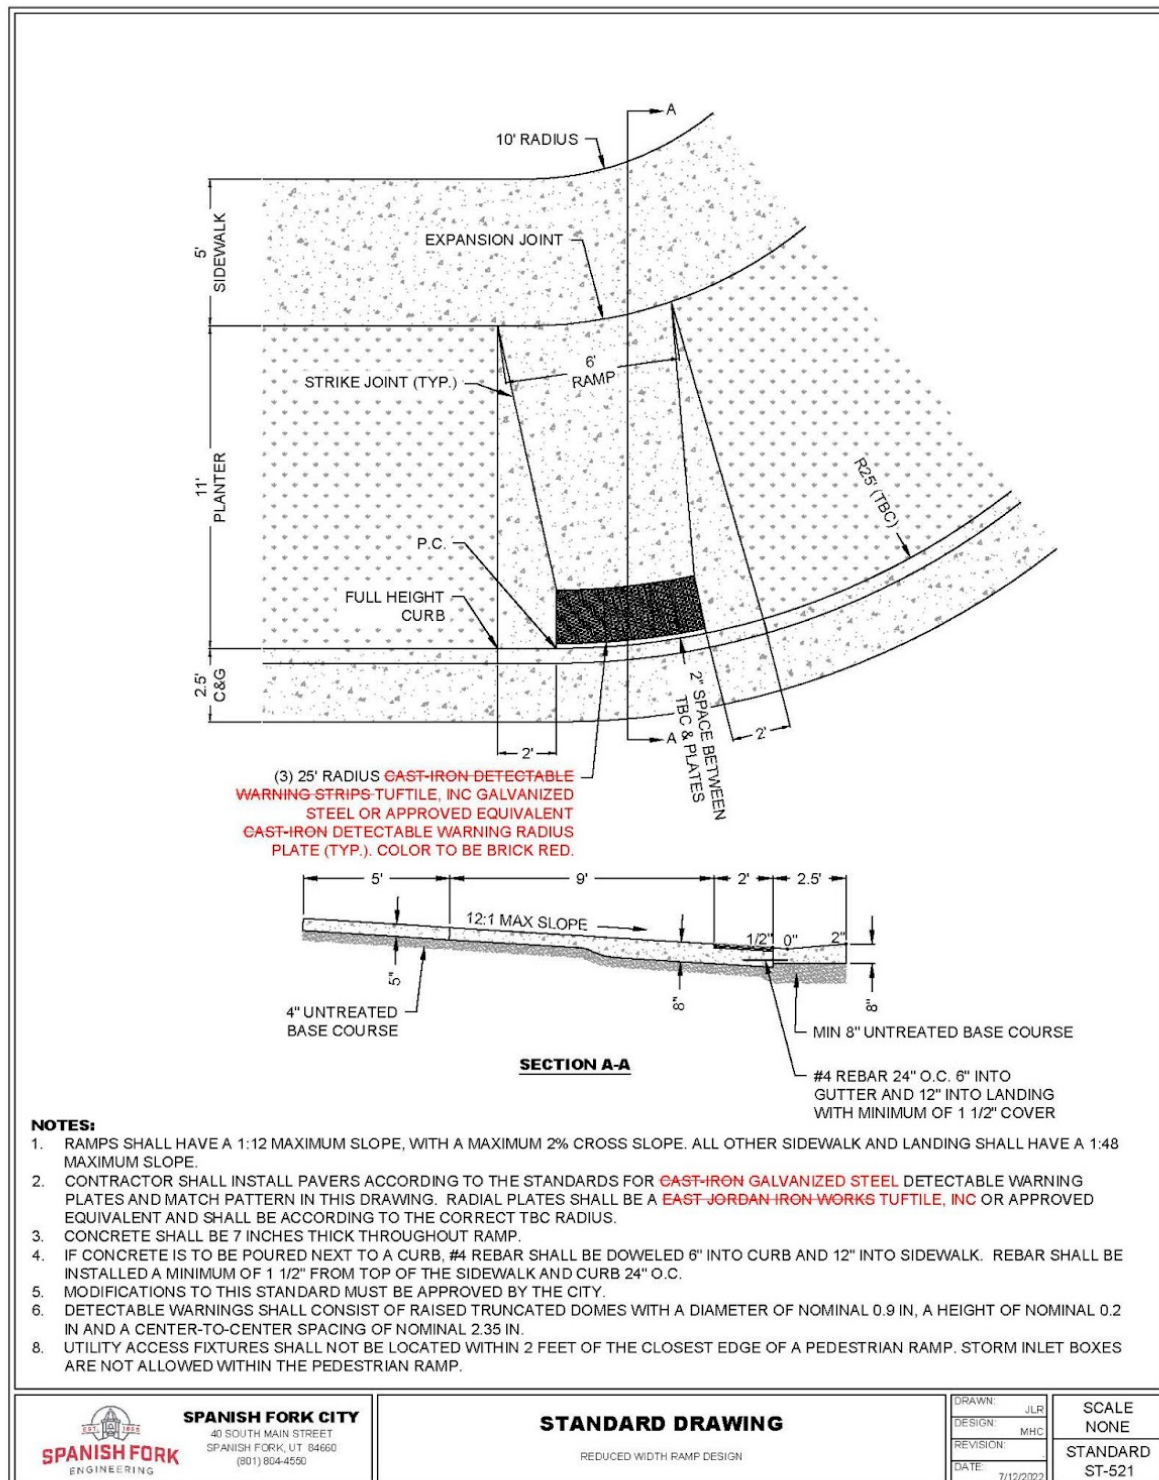 A
10' RADIUS
5'
SIDEWALK
EXPANSION JOINT
6'
RAMP
STRIKE JOINT (TYP.)
11'
PLANTER
R25' (TBC)
P.C.
FULL HEIGHT
CURB
2.5'
C&G
2" SPACE BETWEEN
TBC & PLATES
A
2'
2'
(3) 25' RADIUS CAST-IRON DETECTABLE
WARNING STRIPS TUFTILE, INC GALVANIZED
STEEL OR APPROVED EQUIVALENT
CAST-IRON DETECTABLE WARNING RADIUS
PLATE (TYP.). COLOR TO BE BRICK RED.
5'
9'
2'
2.5'
12:1 MAX SLOPE
1/2"
0"
2"
5"
8"
8"
4" UNTREATED
BASE COURSE
MIN 8" UNTREATED BASE COURSE
SECTION A-A
#4 REBAR 24" O.C. 6" INTO
GUTTER AND 12" INTO LANDING
WITH MINIMUM OF 1 1/2" COVER
NOTES:
1. RAMPS SHALL HAVE A 1:12 MAXIMUM SLOPE, WITH A MAXIMUM 2% CROSS SLOPE. ALL OTHER SIDEWALK AND LANDING SHALL HAVE A 1:48
MAXIMUM SLOPE.
2. CONTRACTOR SHALL INSTALL PAVERS ACCORDING TO THE STANDARDS FOR CAST-IRON GALVANIZED STEEL DETECTABLE WARNING
PLATES AND MATCH PATTERN IN THIS DRAWING. RADIAL PLATES SHALL BE A EAST JORDAN IRON WORKS TUFTILE, INC OR APPROVED
EQUIVALENT AND SHALL BE ACCORDING TO THE CORRECT TBC RADIUS.
3. CONCRETE SHALL BE 7 INCHES THICK THROUGHOUT RAMP.
4. IF CONCRETE IS TO BE POURED NEXT TO A CURB, #4 REBAR SHALL BE DOWELED 6" INTO CURB AND 12" INTO SIDEWALK. REBAR SHALL BE
INSTALLED A MINIMUM OF 1 1/2" FROM TOP OF THE SIDEWALK AND CURB 24" O.C.
5. MODIFICATIONS TO THIS STANDARD MUST BE APPROVED BY THE CITY.
6. DETECTABLE WARNINGS SHALL CONSIST OF RAISED TRUNCATED DOMES WITH A DIAMETER OF NOMINAL 0.9 IN, A HEIGHT OF NOMINAL 0.2
IN AND A CENTER-TO-CENTER SPACING OF NOMINAL 2.35 IN.
8. UTILITY ACCESS FIXTURES SHALL NOT BE LOCATED WITHIN 2 FEET OF THE CLOSEST EDGE OF A PEDESTRIAN RAMP. STORM INLET BOXES
ARE NOT ALLOWED WITHIN THE PEDESTRIAN RAMP.
EST. 1855
SPANISH FORK
ENGINEERING
SPANISH FORK CITY
40 SOUTH MAIN STREET
SPANISH FORK, UT 84660
(801) 804-4550
STANDARD DRAWING
REDUCED WIDTH RAMP DESIGN
DRAWN: JLR
DESIGN: MHC
REVISION:
DATE: 7/12/2022
SCALE
NONE
STANDARD
ST-521